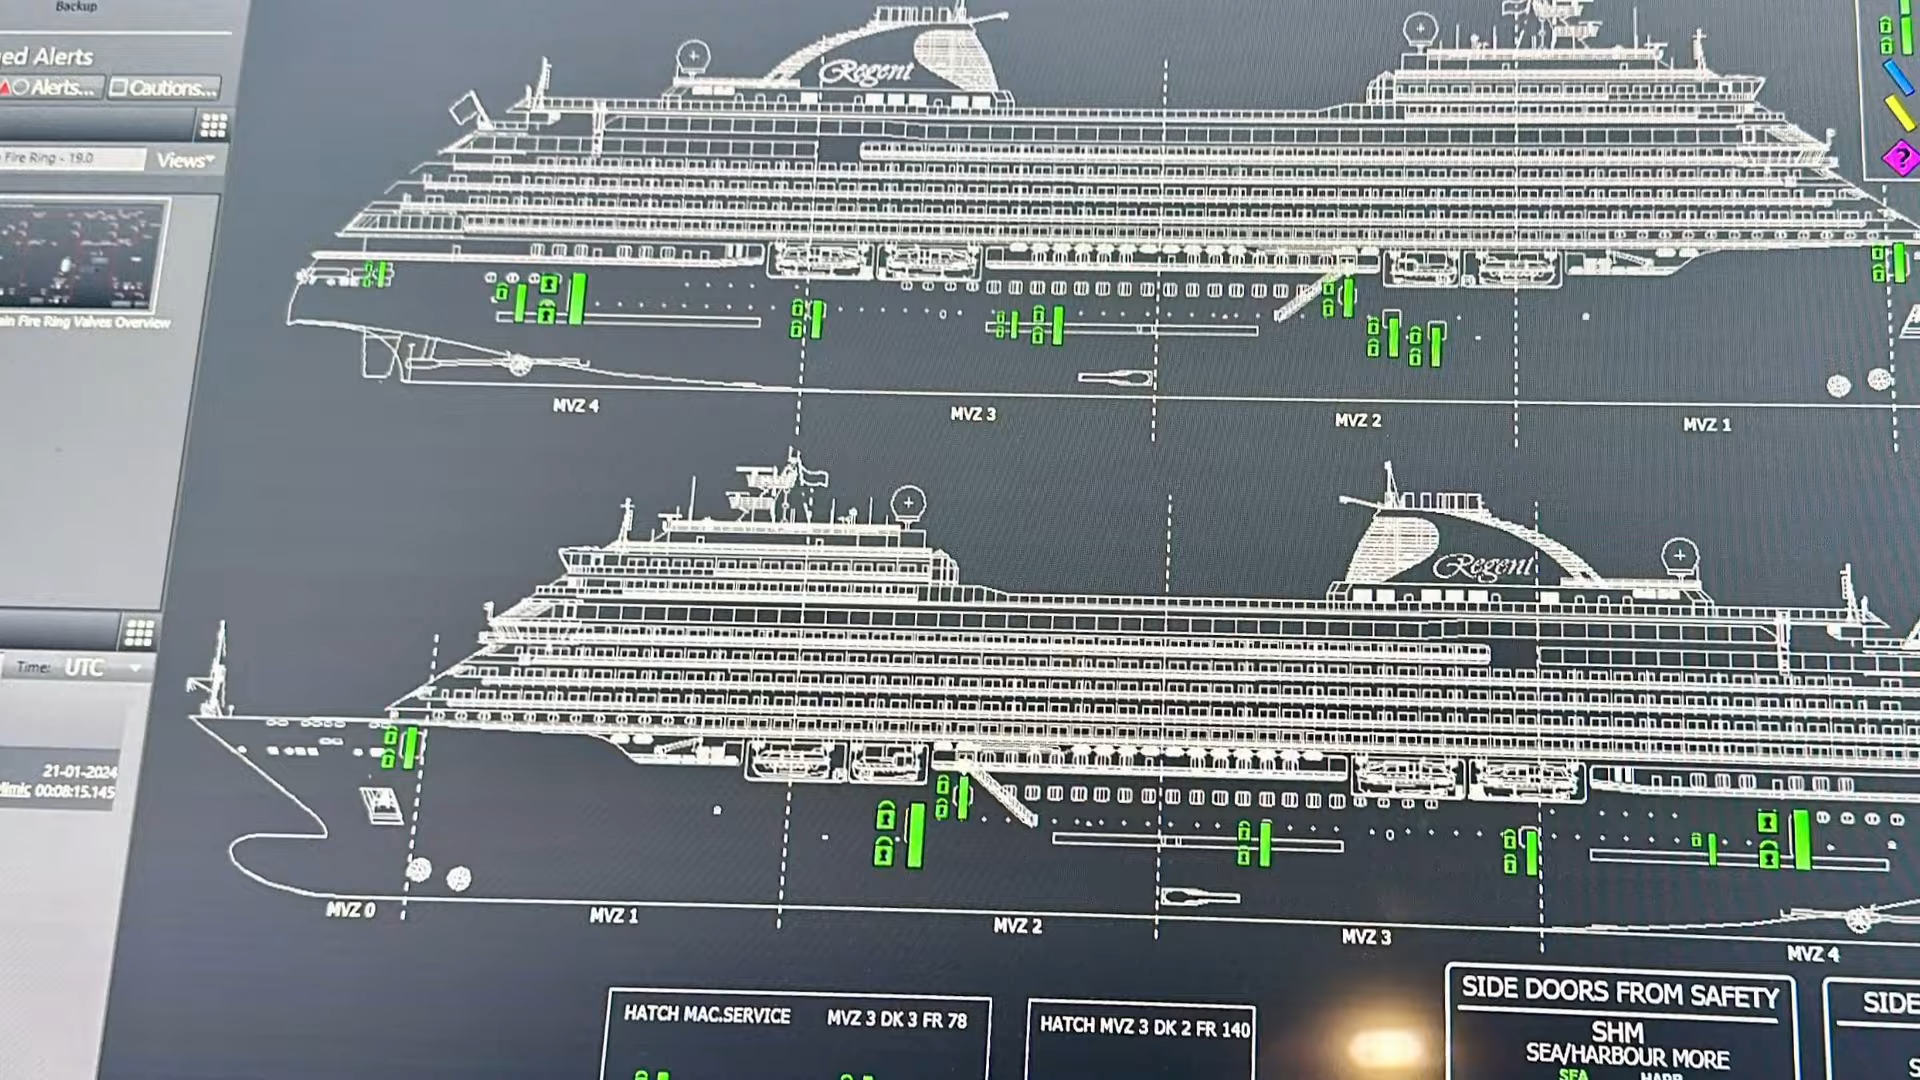 Backup
ed Alerts
Alerts...
Cautions...
Fire Ring - 19.0
Views
ain Fire Ring Valves Overview
Regent
?
MVZ 4
MVZ 3
MVZ 2
MVZ 1
Time: UTC
21-01-2024
Mimic 00:08:15.145
Regent
MVZ 0
MVZ 1
MVZ 2
MVZ 3
MVZ 4
HATCH MAC.SERVICE
MVZ 3 DK 3 FR 78
HATCH MVZ 3 DK 2 FR 140
SIDE DOORS FROM SAFETY
SHM
SEA/HARBOUR MORE
SEA HARB
SIDE
S